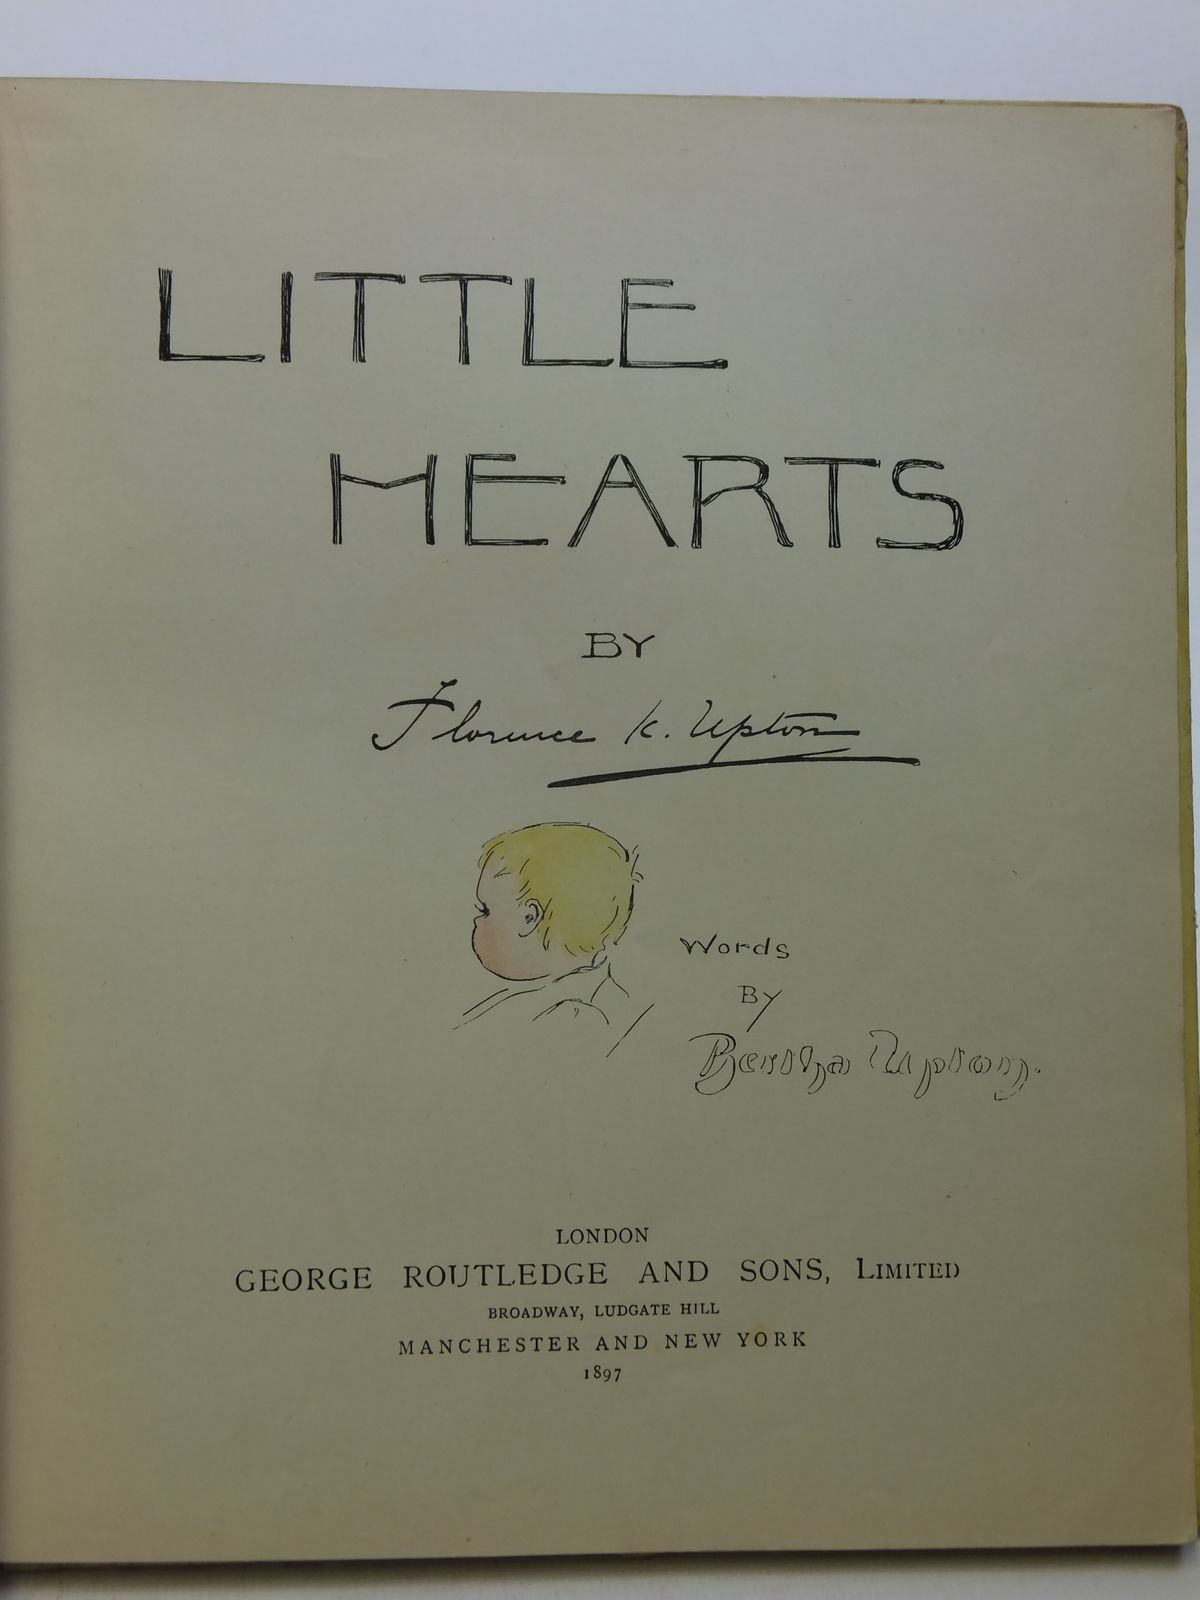 LITTLE
HEARTS
BY
Florence K. Upton
Words
By
Bertha Upton.
LONDON
GEORGE ROUTLEDGE AND SONS, LIMITED
BROADWAY, LUDGATE HILL
MANCHESTER AND NEW YORK
1897